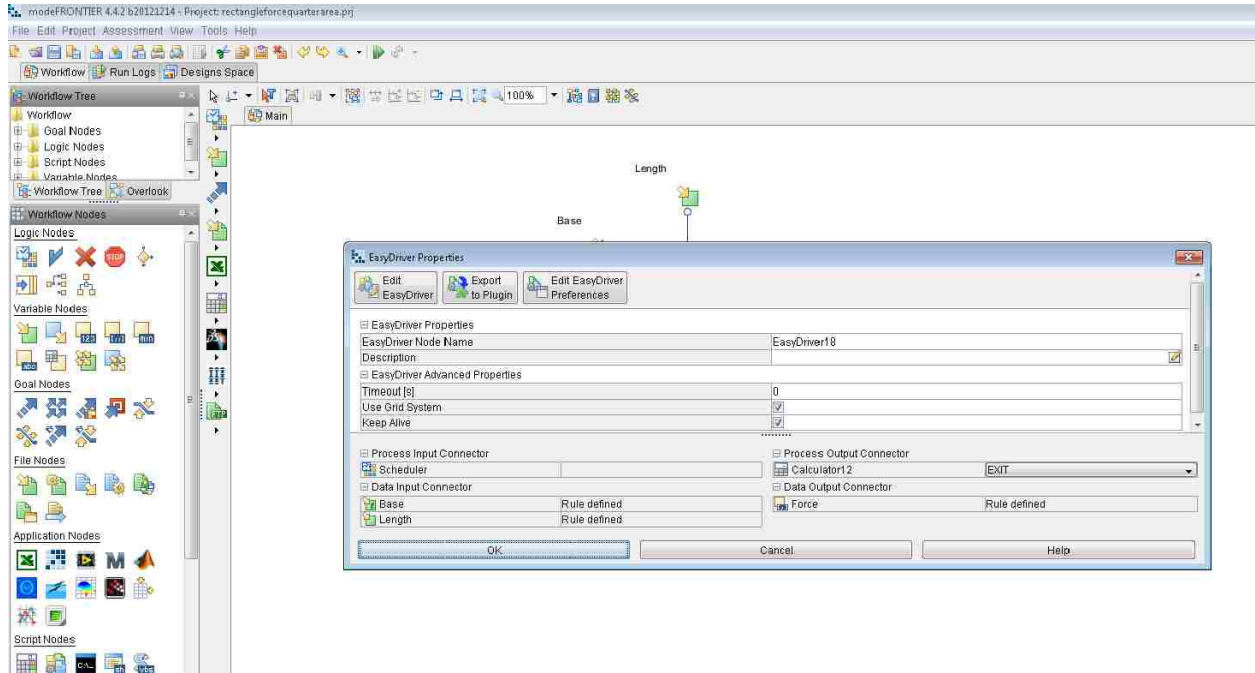 modeFRONTIER 4.4.2 b20121214 - Project: rectangleforcequarterarea.prj
File Edit Project Assessment View Tools Help
Workflow Run Logs Designs Space
Workflow Tree
100%
Workflow
Main
Goal Nodes
Logic Nodes
Script Nodes
Variable Nodes
Length
Workflow Tree Overlook
Workflow Nodes
Base
Logic Nodes
STOP
EasyDriver Properties
Edit EasyDriver
Export to Plugin
Edit EasyDriver Preferences
Variable Nodes
EasyDriver Properties
EasyDriver Node Name EasyDriver18
Description
EasyDriver Advanced Properties
Timeout [s] 0
Use Grid System
Keep Alive
Goal Nodes
Process Input Connector Process Output Connector
Scheduler Calculator12 EXIT
Data Input Connector Data Output Connector
Base Rule defined Force Rule defined
Length Rule defined
OK Cancel Help
File Nodes
Application Nodes
Script Nodes